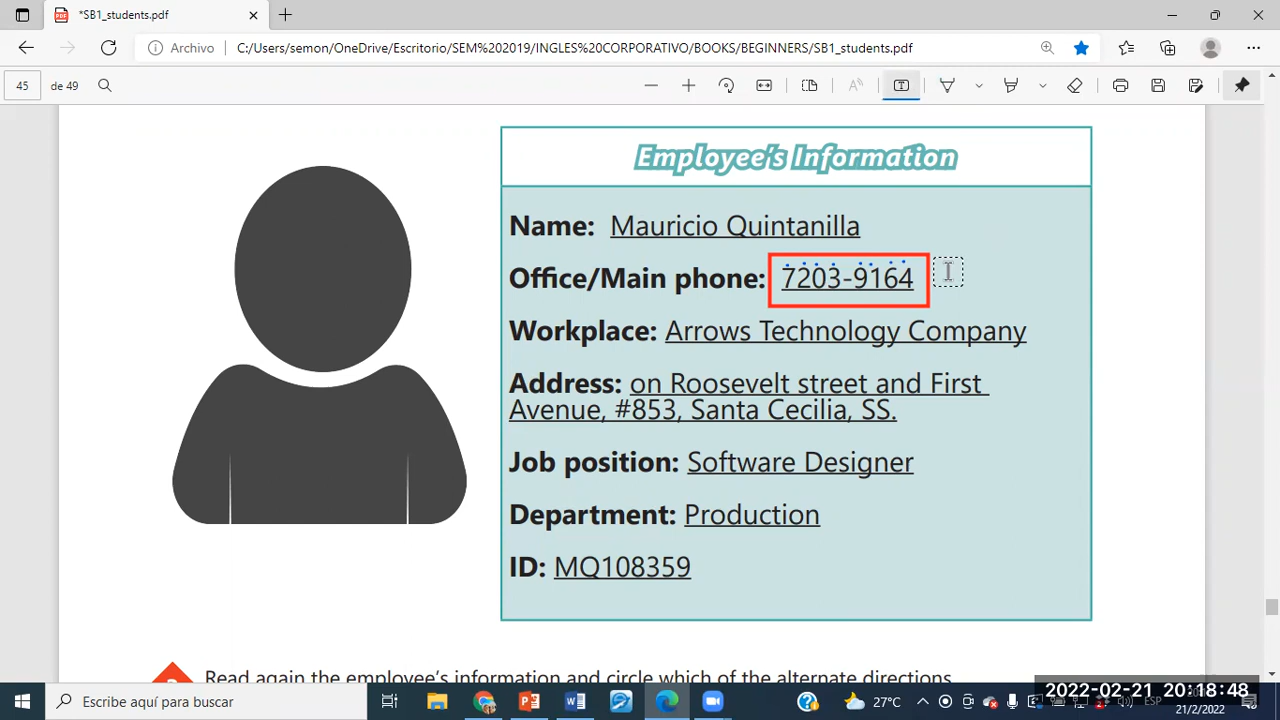 *SB1_students.pdf
Archivo C:/Users/semon/OneDrive/Escritorio/SEM%202019/INGLES%20CORPORATIVO/BOOKS/BEGINNERS/SB1_students.pdf
45 de 49
Employee's Information
Name: Mauricio Quintanilla
Office/Main phone: 7203-9164
Workplace: Arrows Technology Company
Address: on Roosevelt street and First
Avenue, #853, Santa Cecilia, SS.
Job position: Software Designer
Department: Production
ID: MQ108359
Read again the employee's information and circle which of the alternate directions
Escribe aquí para buscar
27°C
ESP
2022-02-21 20:18:48
21/2/2022